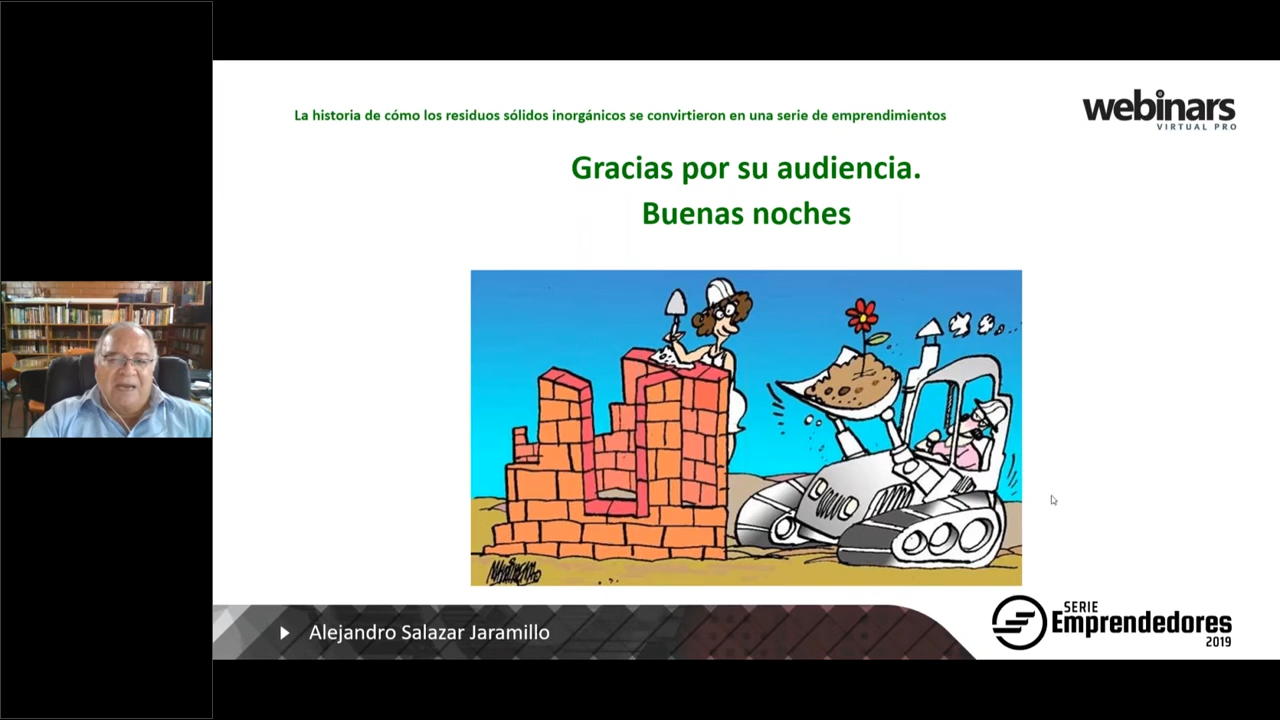 La historia de cómo los residuos sólidos inorgánicos se convirtieron en una serie de emprendimientos
webinars
VIRTUAL PRO
Gracias por su audiencia.
Buenas noches
Alejandro Salazar Jaramillo
SERIE
Emprendedores
2019